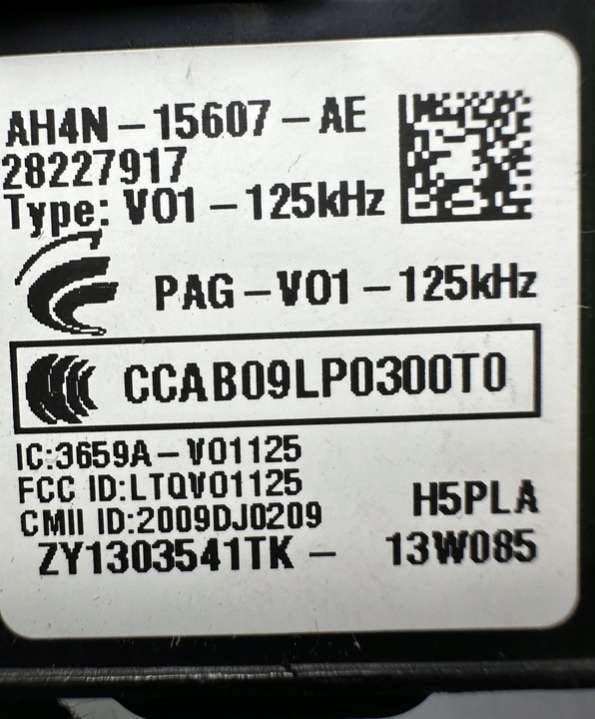 AH4N-15607-AE
28227917
Type: V01-125kHz
PAG-V01-125kHz
CCAB09LP0300T0
IC:3659A-V01125
FCC ID:LTQV01125
CMII ID:2009DJ0209
H5PLA
ZY1303541TK- 13W085